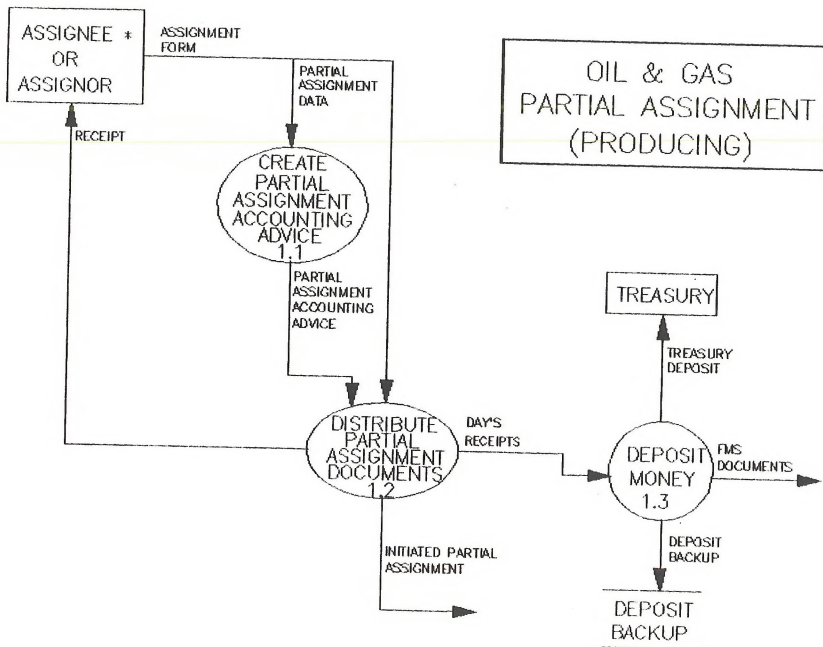 ASSIGNEE *
OR
ASSIGNOR
ASSIGNMENT
FORM
OIL & GAS
PARTIAL ASSIGNMENT
(PRODUCING)
PARTIAL
ASSIGNMENT
DATA
RECEIPT
CREATE
PARTIAL
ASSIGNMENT
ACCOUNTING
ADVICE
1.1
PARTIAL
ASSIGNMENT
ACCOUNTING
ADVICE
TREASURY
TREASURY
DEPOSIT
DISTRIBUTE
PARTIAL
ASSIGNMENT
DOCUMENTS
1.2
DAY'S
RECEIPTS
DEPOSIT
MONEY
1.3
FMS
DOCUMENTS
INITIATED PARTIAL
ASSIGNMENT
DEPOSIT
BACKUP
DEPOSIT
BACKUP